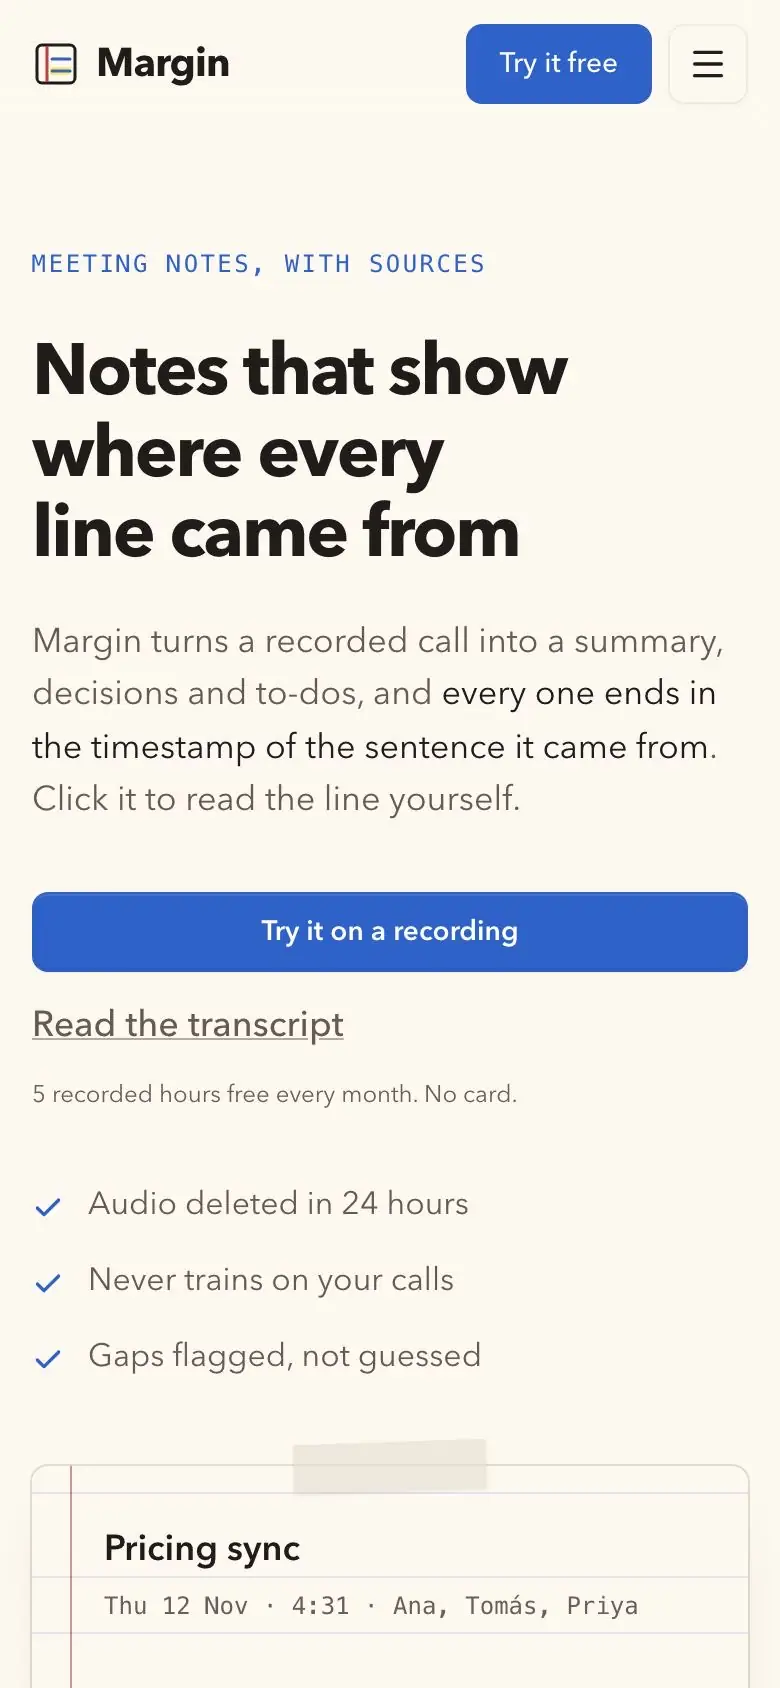 Margin
Try it free
MEETING NOTES, WITH SOURCES
Notes that show
where every
line came from
Margin turns a recorded call into a summary,
decisions and to-dos, and every one ends in
the timestamp of the sentence it came from.
Click it to read the line yourself.
Try it on a recording
Read the transcript
5 recorded hours free every month. No card.
Audio deleted in 24 hours
Never trains on your calls
Gaps flagged, not guessed
Pricing sync
Thu 12 Nov · 4:31 · Ana, Tomás, Priya